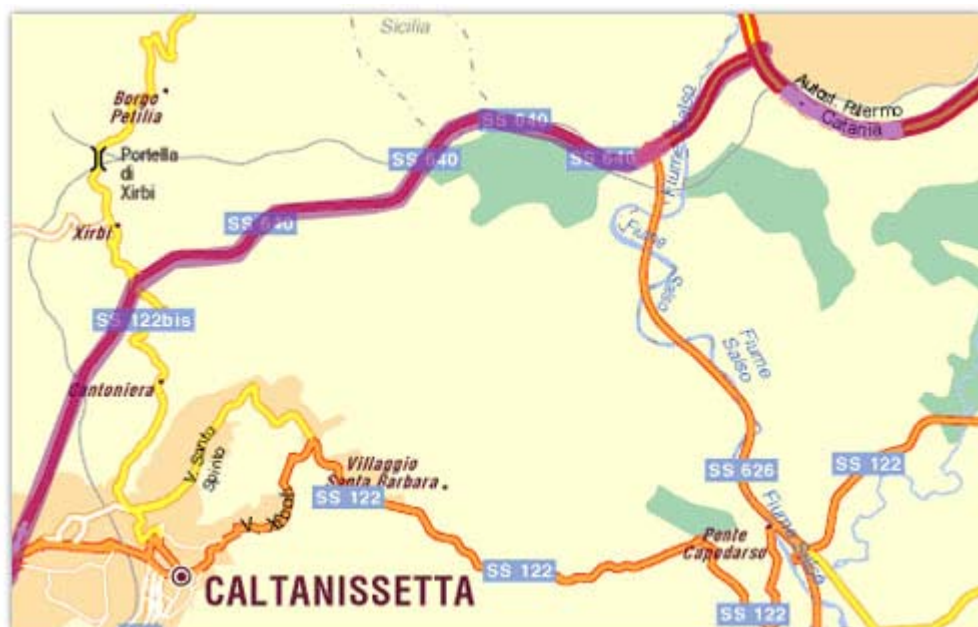 Sicilia
Borgo
Petilia
Autost. Palermo
Catania
SS 640
Fiume Salso
SS 640
SS 640
Portella
di
Xirbi
SS 640
Xirbi
Fiume
Salso
SS 122bis
Fiume
Salso
Cantoniera
V. Santo
Spirito
Villaggio
Santa Barbara
SS 626
SS 122
SS 122
V.
Fiume Salso
Ponte
Capodarso
SS 122
CALTANISSETTA
SS 122